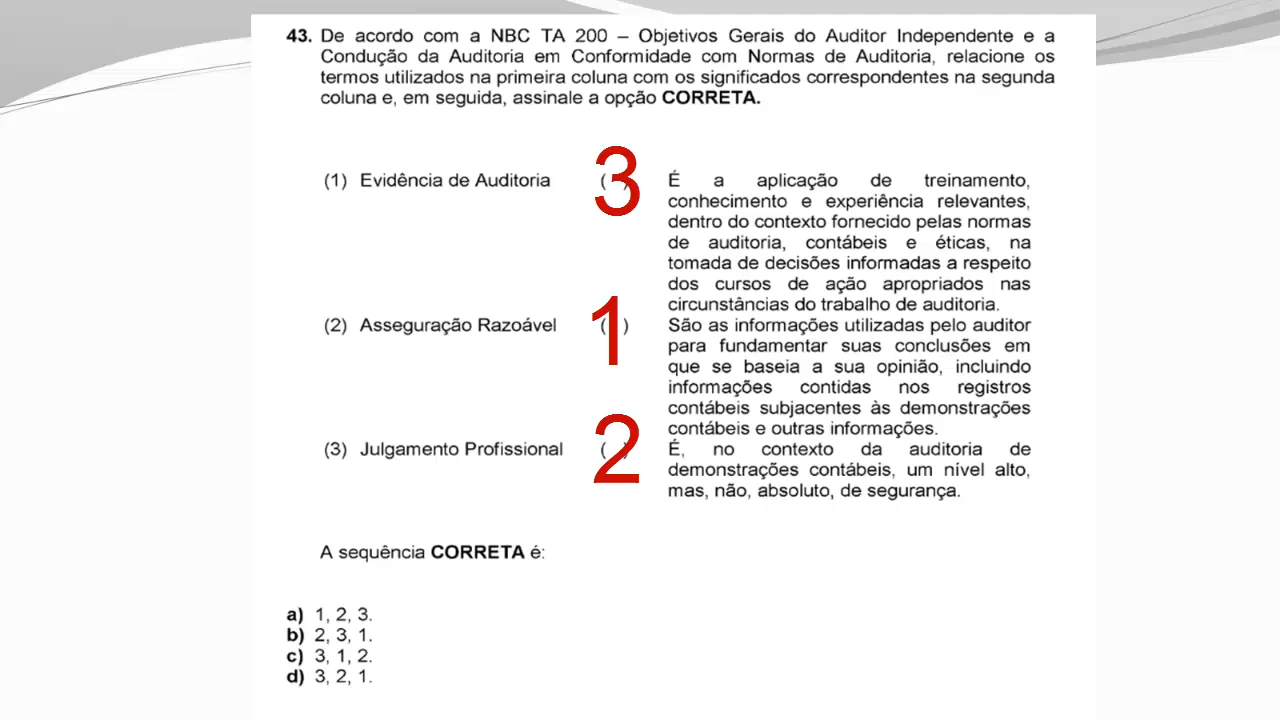 43. De acordo com a NBC TA 200 – Objetivos Gerais do Auditor Independente e a
Condução da Auditoria em Conformidade com Normas de Auditoria, relacione os
termos utilizados na primeira coluna com os significados correspondentes na segunda
coluna e, em seguida, assinale a opção CORRETA.
(1) Evidência de Auditoria ( 3 ) É a aplicação de treinamento,
conhecimento e experiência relevantes,
dentro do contexto fornecido pelas normas
de auditoria, contábeis e éticas, na
tomada de decisões informadas a respeito
dos cursos de ação apropriados nas
circunstâncias do trabalho de auditoria.
(2) Asseguração Razoável ( 1 ) São as informações utilizadas pelo auditor
para fundamentar suas conclusões em
que se baseia a sua opinião, incluindo
informações contidas nos registros
contábeis subjacentes às demonstrações
contábeis e outras informações.
(3) Julgamento Profissional ( 2 ) É, no contexto da auditoria de
demonstrações contábeis, um nível alto,
mas, não, absoluto, de segurança.
A sequência CORRETA é:
a) 1, 2, 3.
b) 2, 3, 1.
c) 3, 1, 2.
d) 3, 2, 1.